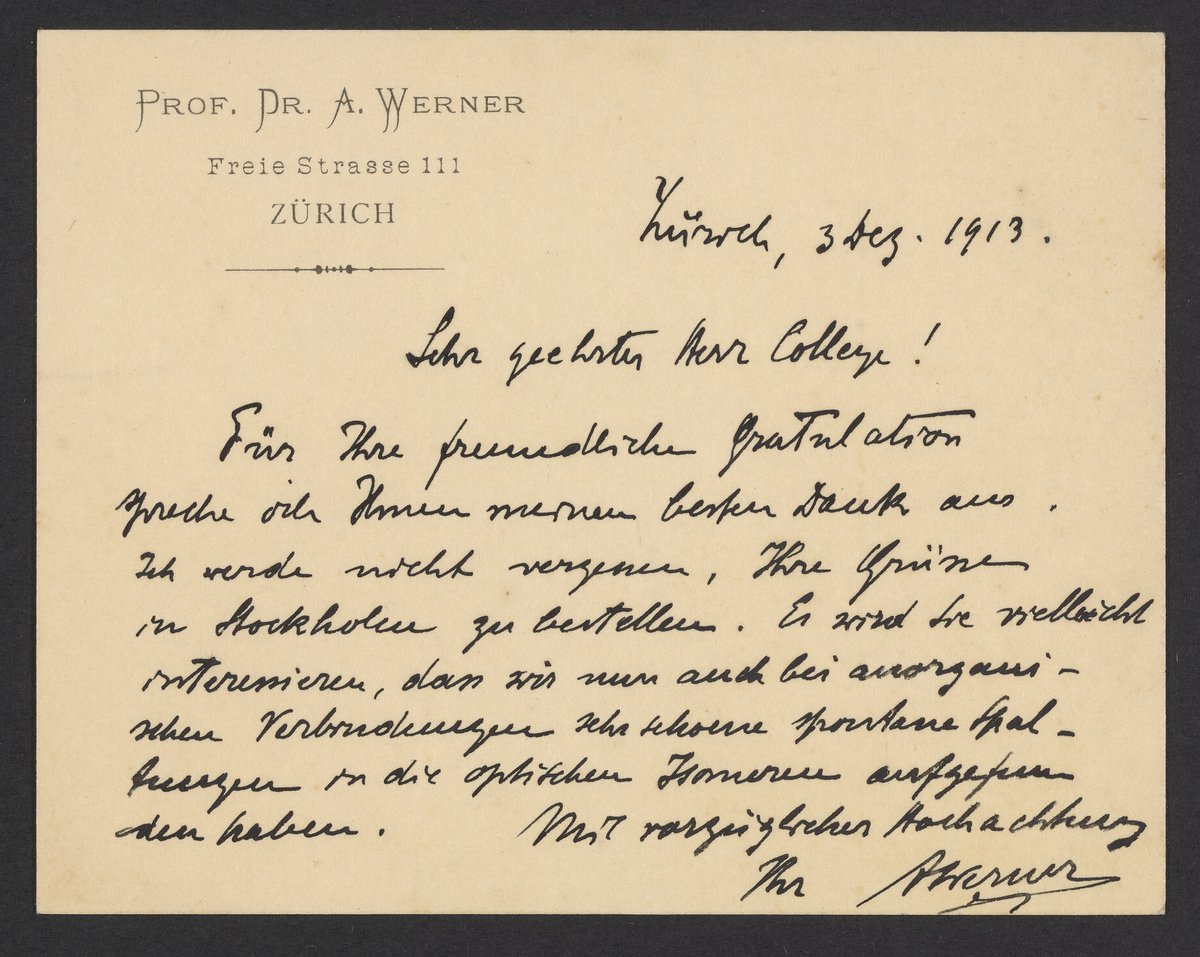 PROF. DR. A. WERNER
Freie Strasse 111
ZÜRICH
Zürich, 3 Dez. 1913.
Sehr geehrter Herr College!
Für Ihre freundliche Gratulation
spreche ich Ihnen meinen besten Dank aus.
Ich werde nicht vergessen, Ihre Grüsse
in Stockholm zu bestellen. Es wird Sie vielleicht
interessieren, dass wir nun auch bei anorgani-
schen Verbindungen sehr schoene spontane Spal-
tungen in die optischen Isomeren aufgefun
den haben. Mit vorzüglicher Hochachtung
Ihr AWerner